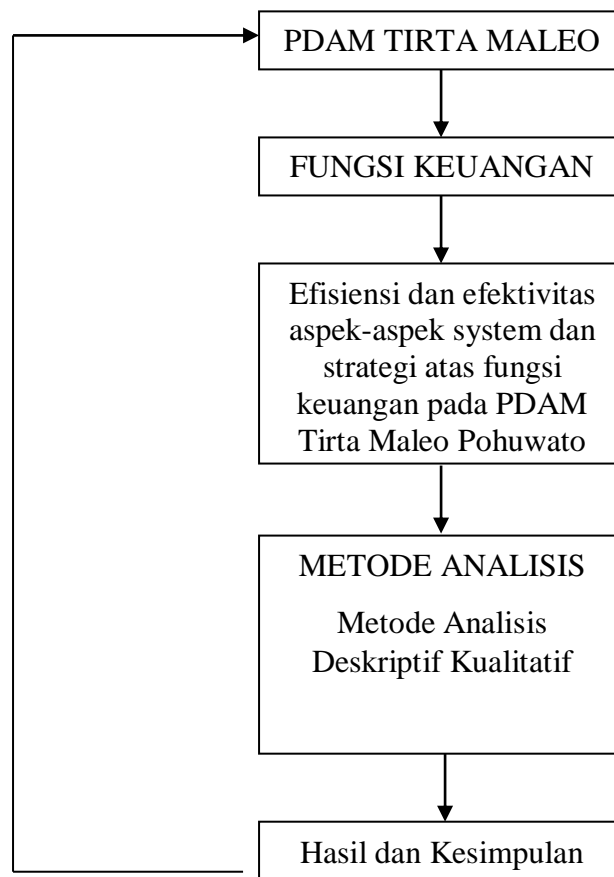 PDAM TIRTA MALEO
FUNGSI KEUANGAN
Efisiensi dan efektivitas
aspek-aspek system dan
strategi atas fungsi
keuangan pada PDAM
Tirta Maleo Pohuwato
METODE ANALISIS
Metode Analisis
Deskriptif Kualitatif
Hasil dan Kesimpulan